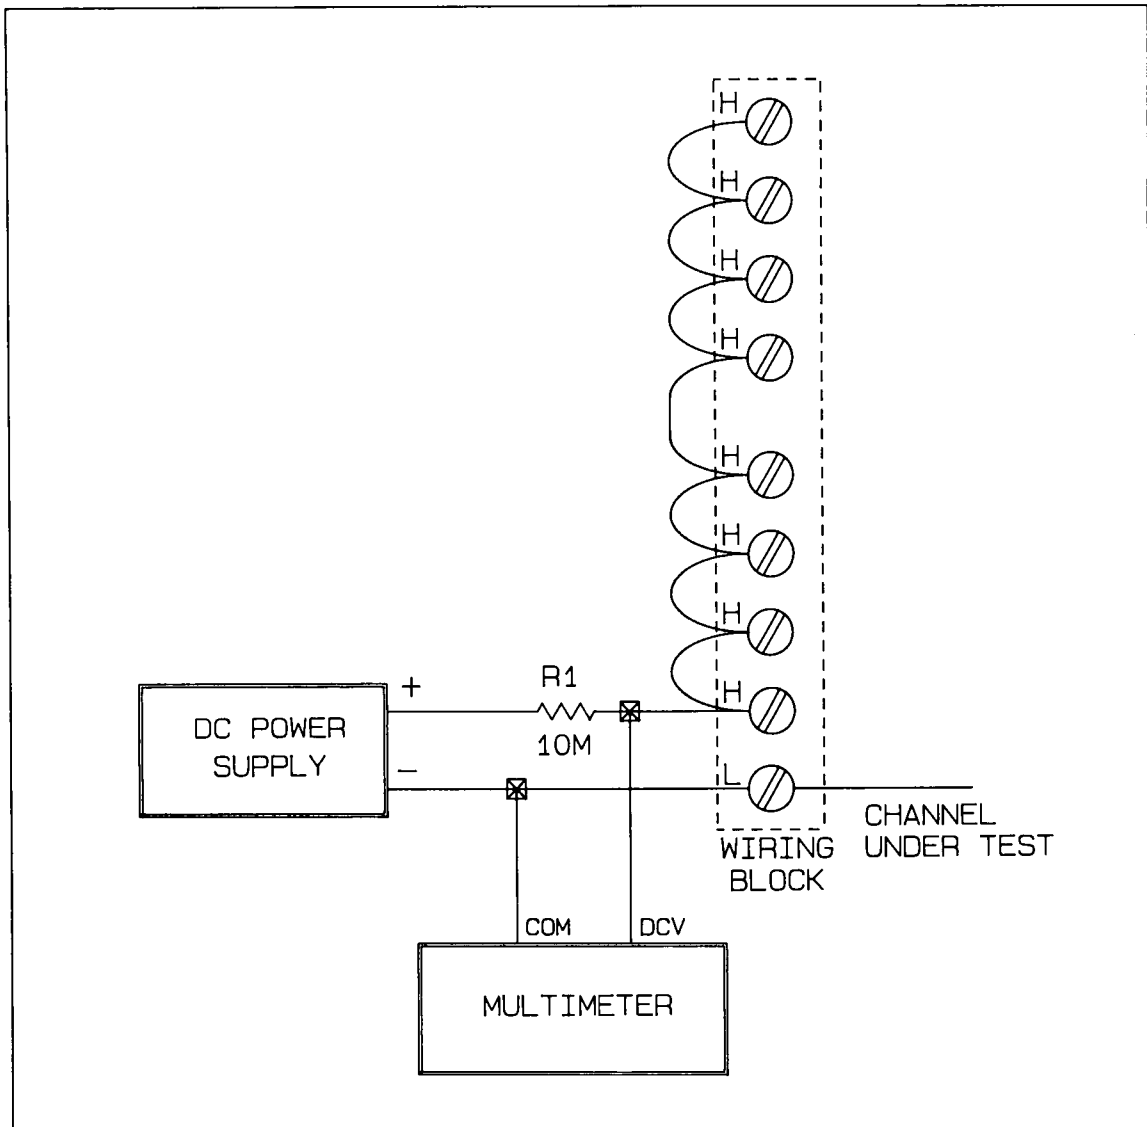 H
H
H
H
H
H
H
H
L
+
R1
10M
−
DC POWER
SUPPLY
CHANNEL
UNDER TEST
WIRING
BLOCK
COM
DCV
MULTIMETER